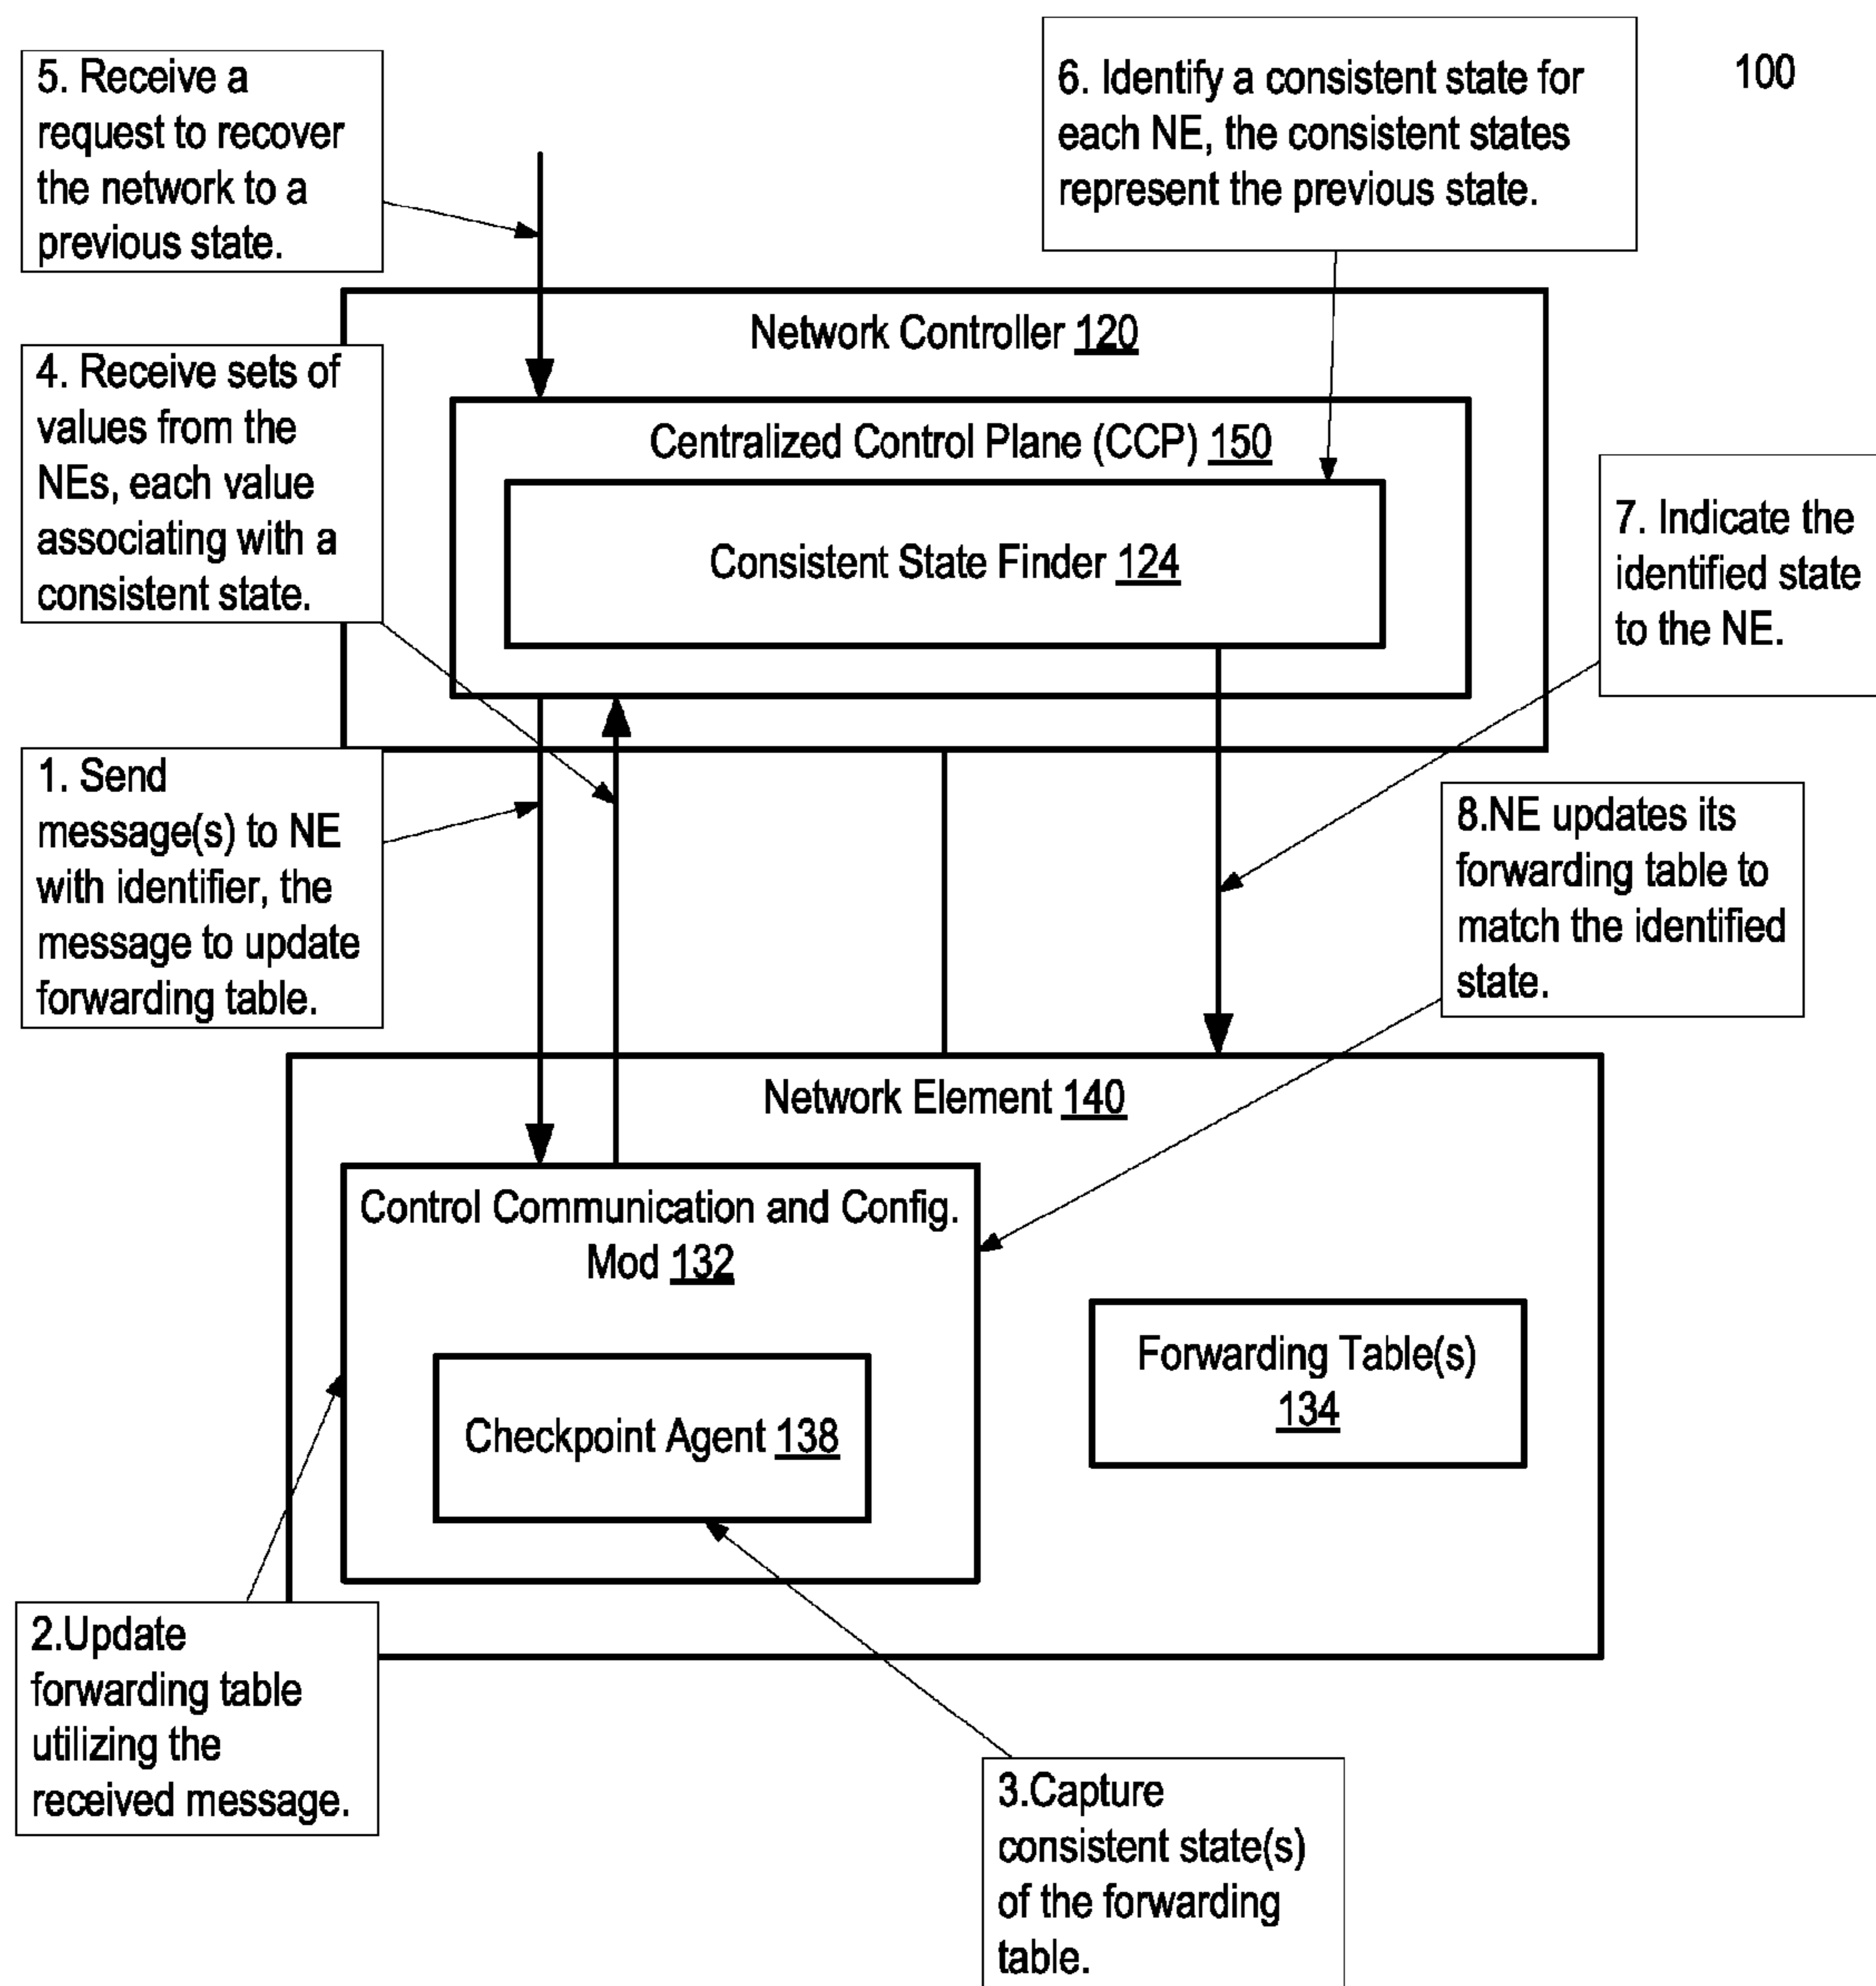 100
5. Receive a
request to recover
the network to a
previous state.
6. Identify a consistent state for
each NE, the consistent states
represent the previous state.
Network Controller 120
4. Receive sets of
values from the
NEs, each value
associating with a
consistent state.
Centralized Control Plane (CCP) 150
Consistent State Finder 124
7. Indicate the
identified state
to the NE.
1. Send
message(s) to NE
with identifier, the
message to update
forwarding table.
8.NE updates its
forwarding table to
match the identified
state.
Network Element 140
Control Communication and Config.
Mod 132
Checkpoint Agent 138
Forwarding Table(s)
134
2.Update
forwarding table
utilizing the
received message.
3.Capture
consistent state(s)
of the forwarding
table.